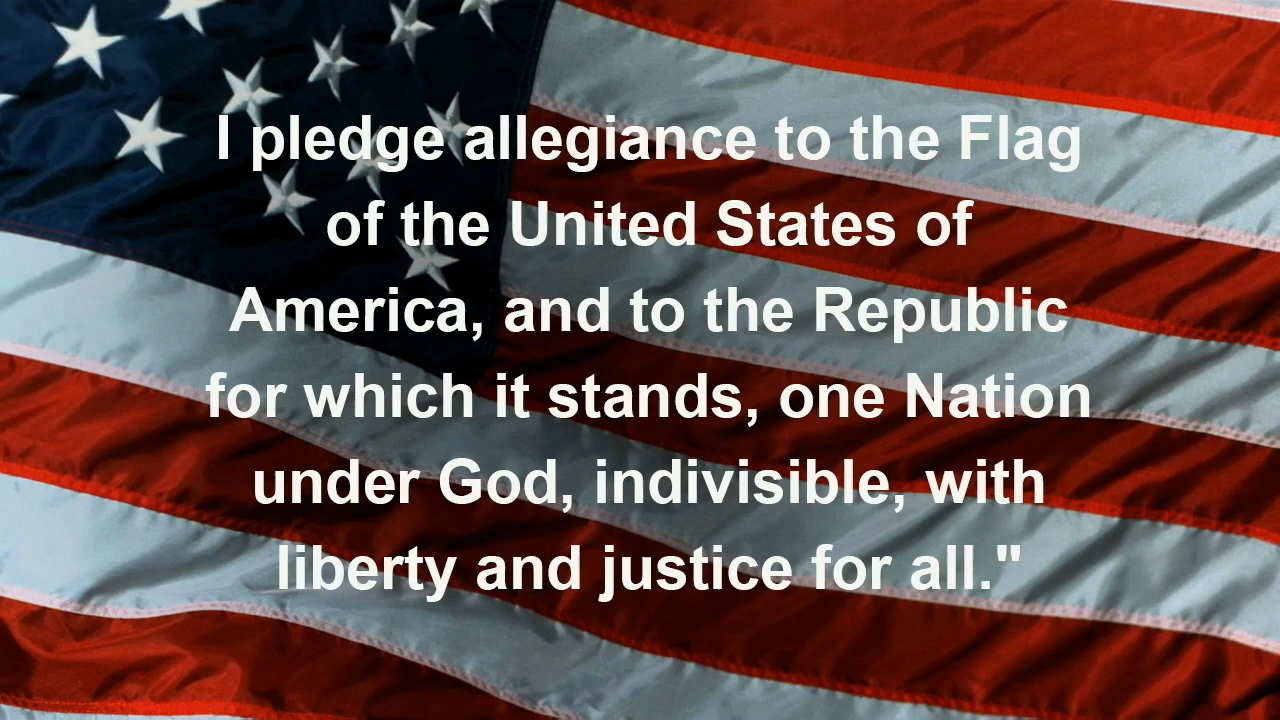 I pledge allegiance to the Flag
of the United States of
America, and to the Republic
for which it stands, one Nation
under God, indivisible, with
liberty and justice for all."